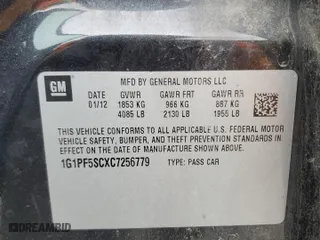 GM
MFD BY GENERAL MOTORS LLC
DATE GVWR GAWR FRT GAWR RR
01/12 1853 KG 966 KG 887 KG
4085 LB 2130 LB 1955 LB
THIS VEHICLE CONFORMS TO ALL APPLICABLE U.S. FEDERAL MOTOR
VEHICLE SAFETY, BUMPER, AND THEFT PREVENTION STANDARDS IN
EFFECT ON THE DATE OF MANUFACTURE SHOWN ABOVE.
1G1PF5SCXC7256779 TYPE: PASS CAR
DREAMBID